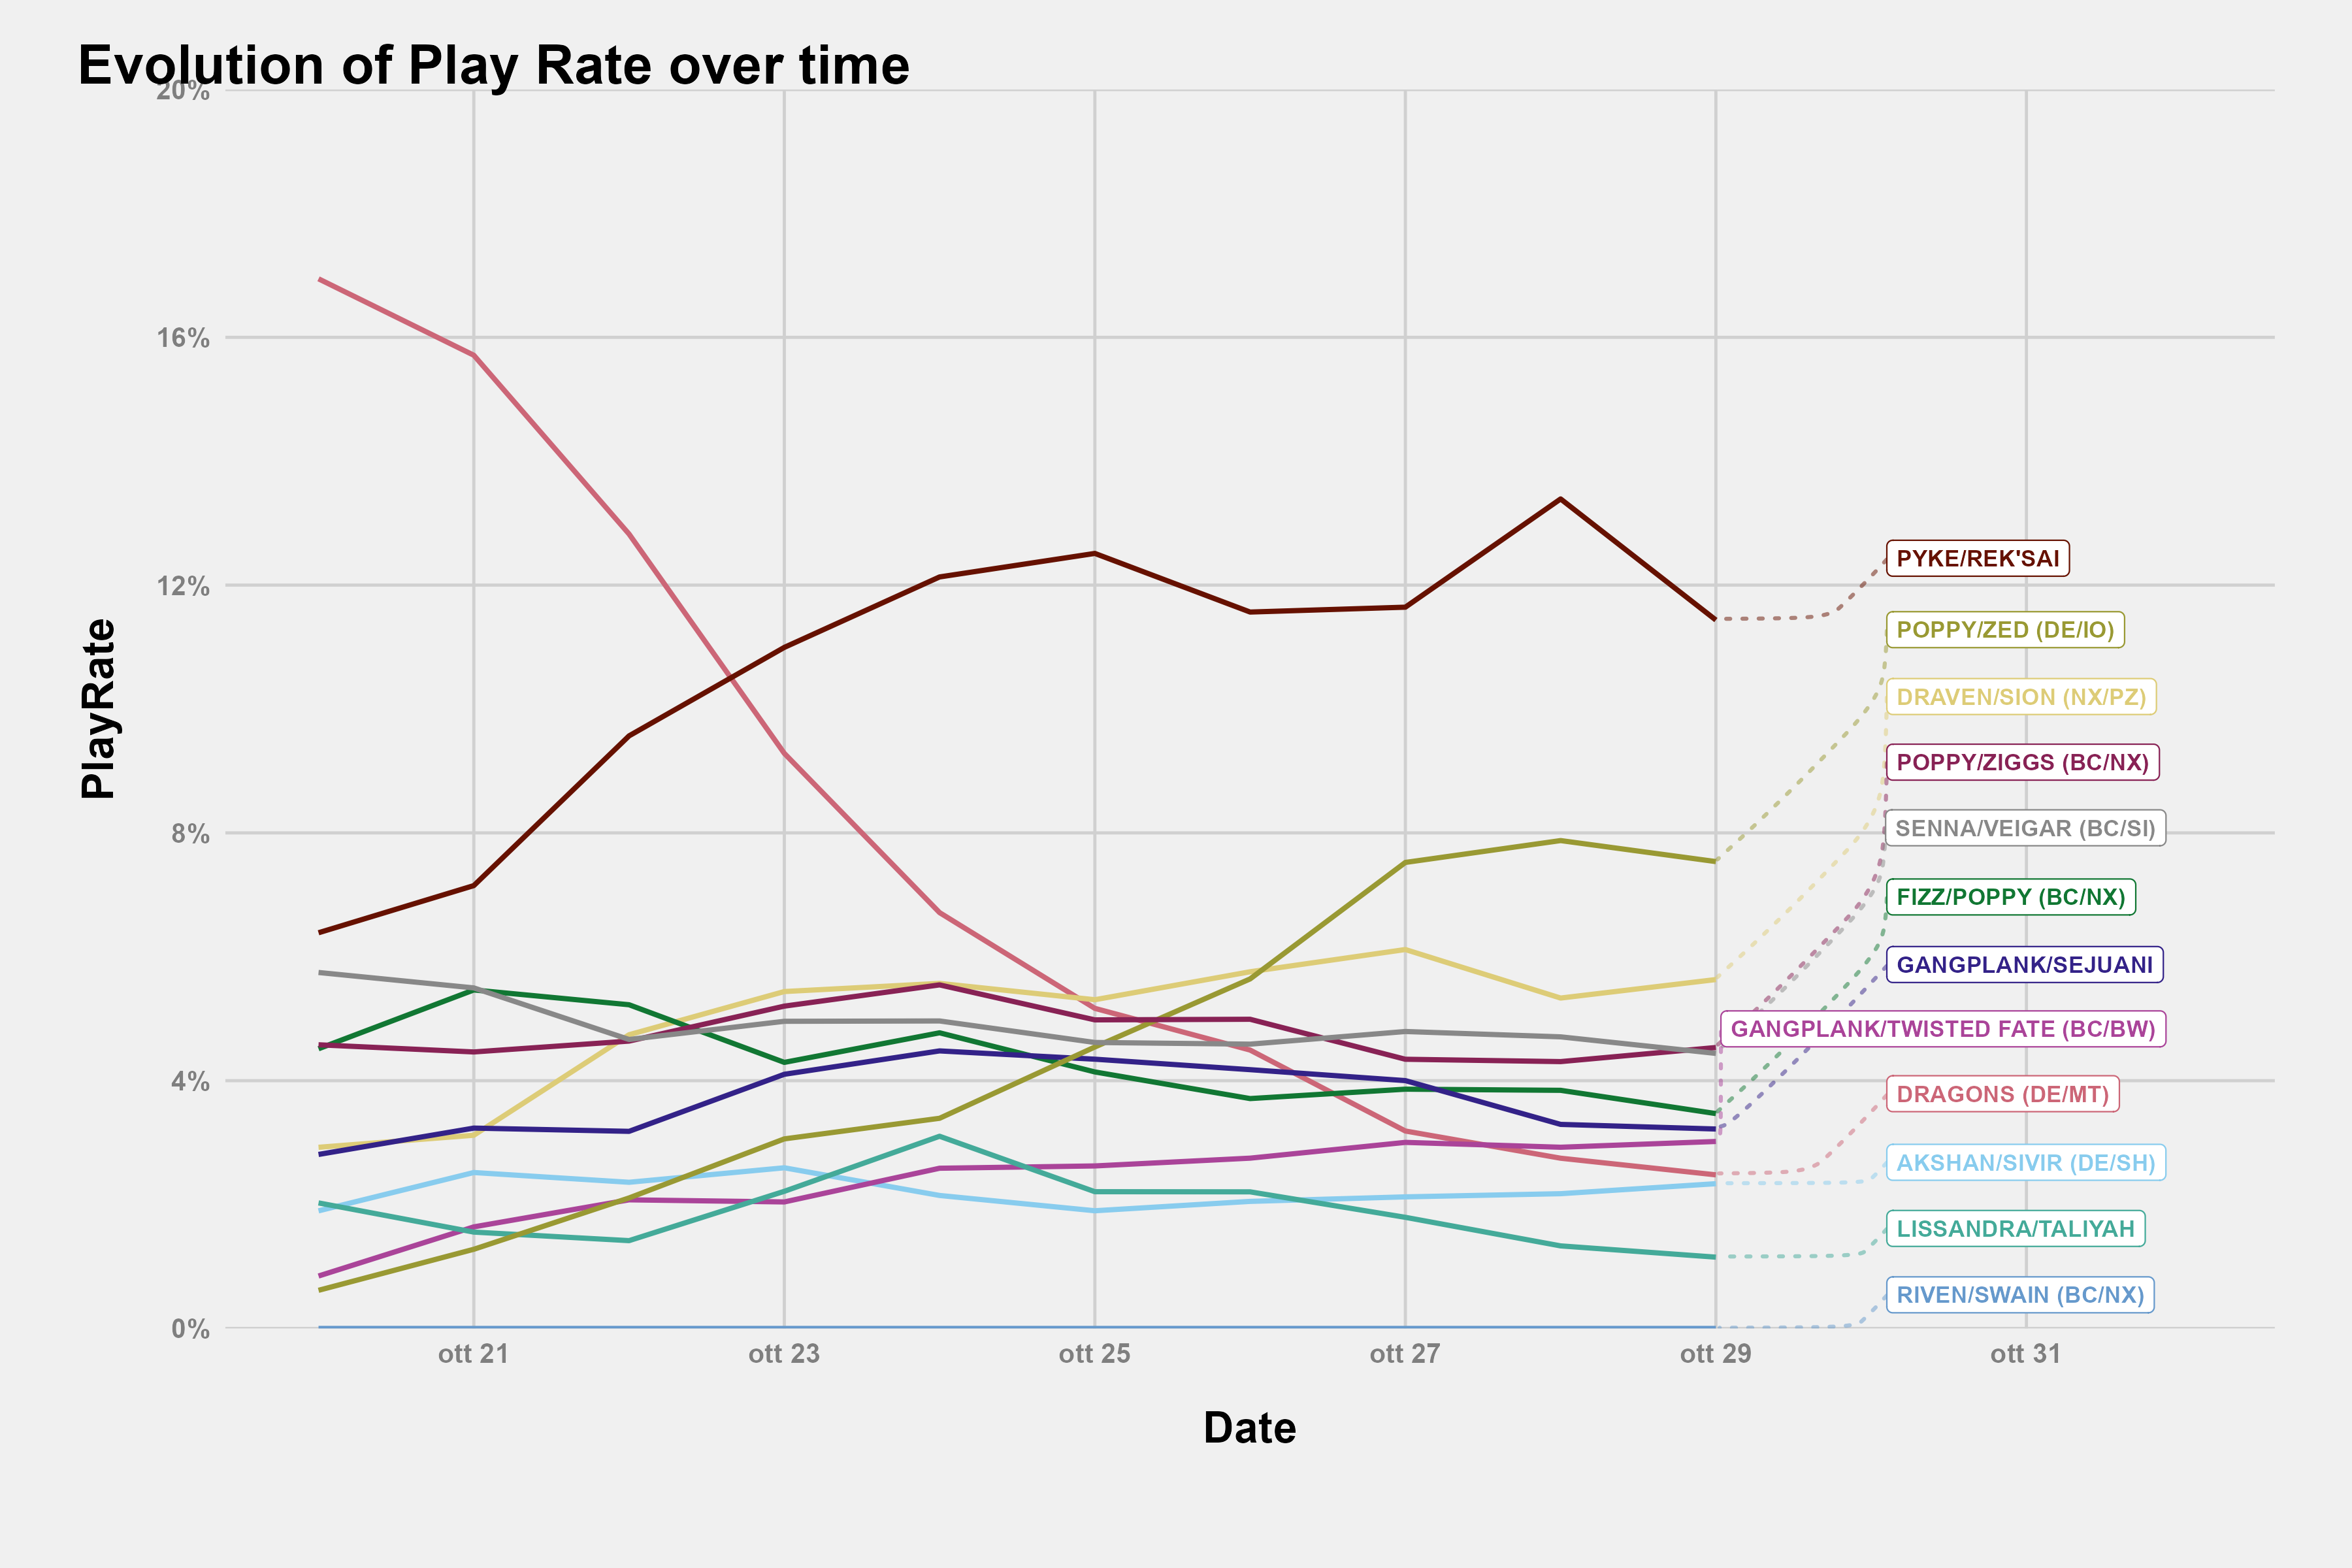 Evolution of Play Rate over time
20%
16%
12%
8%
4%
0%
PlayRate
PYKE/REK'SAI
POPPY/ZED (DE/IO)
DRAVEN/SION (NX/PZ)
POPPY/ZIGGS (BC/NX)
SENNA/VEIGAR (BC/SI)
FIZZ/POPPY (BC/NX)
GANGPLANK/SEJUANI
GANGPLANK/TWISTED FATE (BC/BW)
DRAGONS (DE/MT)
AKSHAN/SIVIR (DE/SH)
LISSANDRA/TALIYAH
RIVEN/SWAIN (BC/NX)
ott 21 ott 23 ott 25 ott 27 ott 29 ott 31
Date